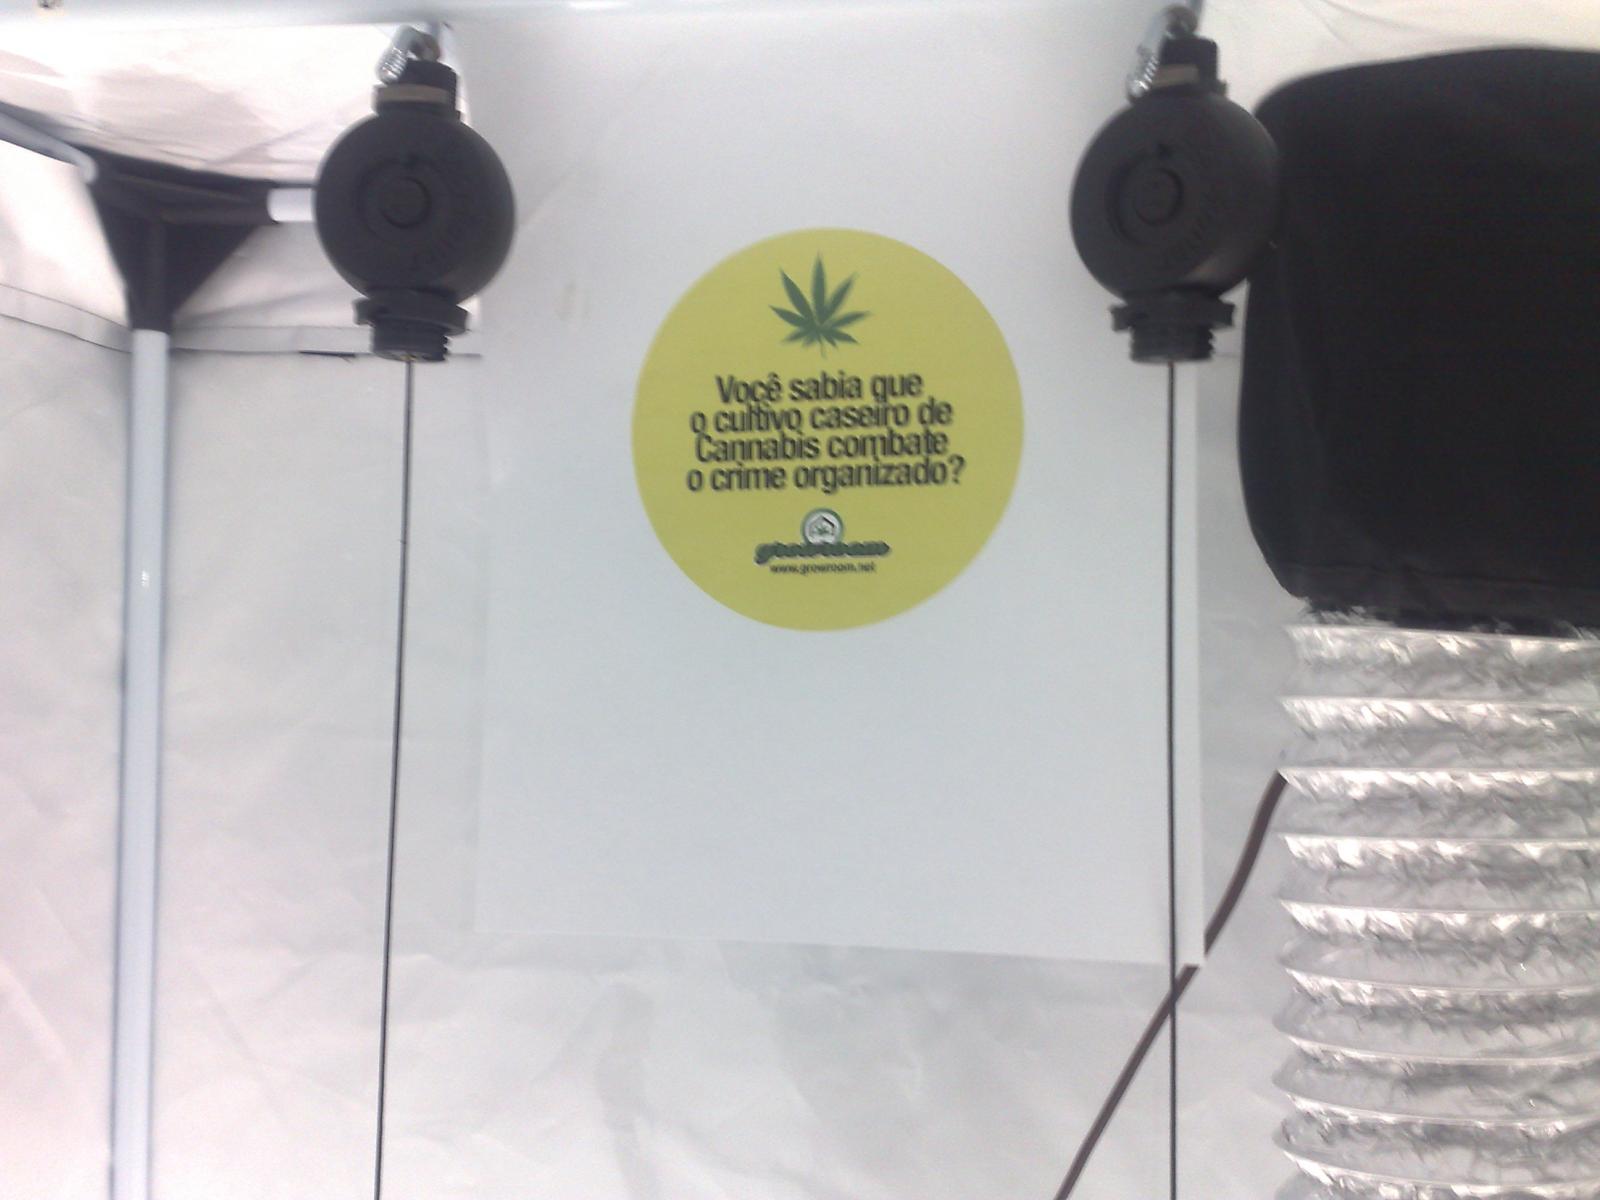 Você sabia que
o cultivo caseiro de
Cannabis combate
o crime organizado?
growroom
www.growroom.net